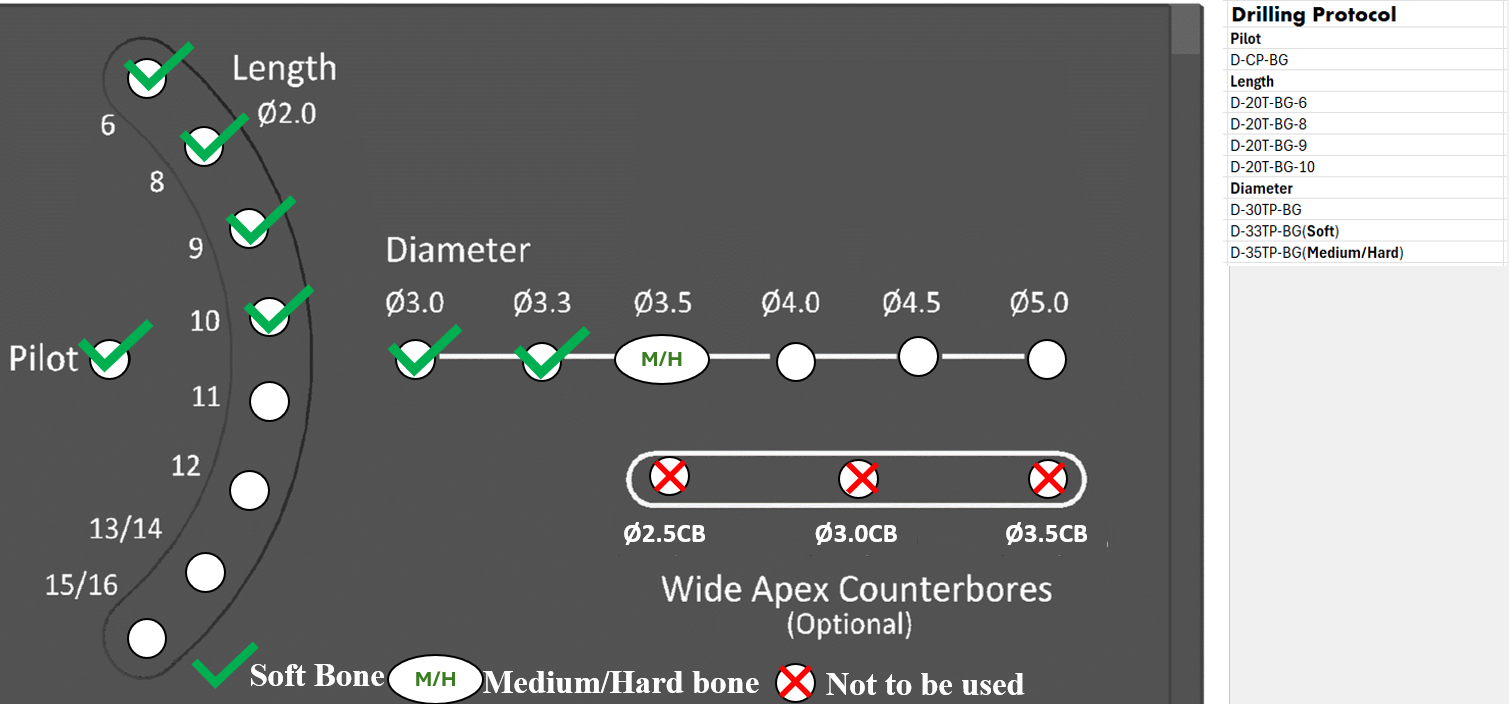 Length
Ø2.0
6
8
9
10
Pilot
11
12
13/14
15/16
Diameter
Ø3.0 Ø3.3 Ø3.5 Ø4.0 Ø4.5 Ø5.0
M/H
Ø2.5CB Ø3.0CB Ø3.5CB
Wide Apex Counterbores
(Optional)
Soft Bone M/H Medium/Hard bone Not to be used
Drilling Protocol
Pilot
D-CP-BG
Length
D-20T-BG-6
D-20T-BG-8
D-20T-BG-9
D-20T-BG-10
Diameter
D-30TP-BG
D-33TP-BG(Soft)
D-35TP-BG(Medium/Hard)